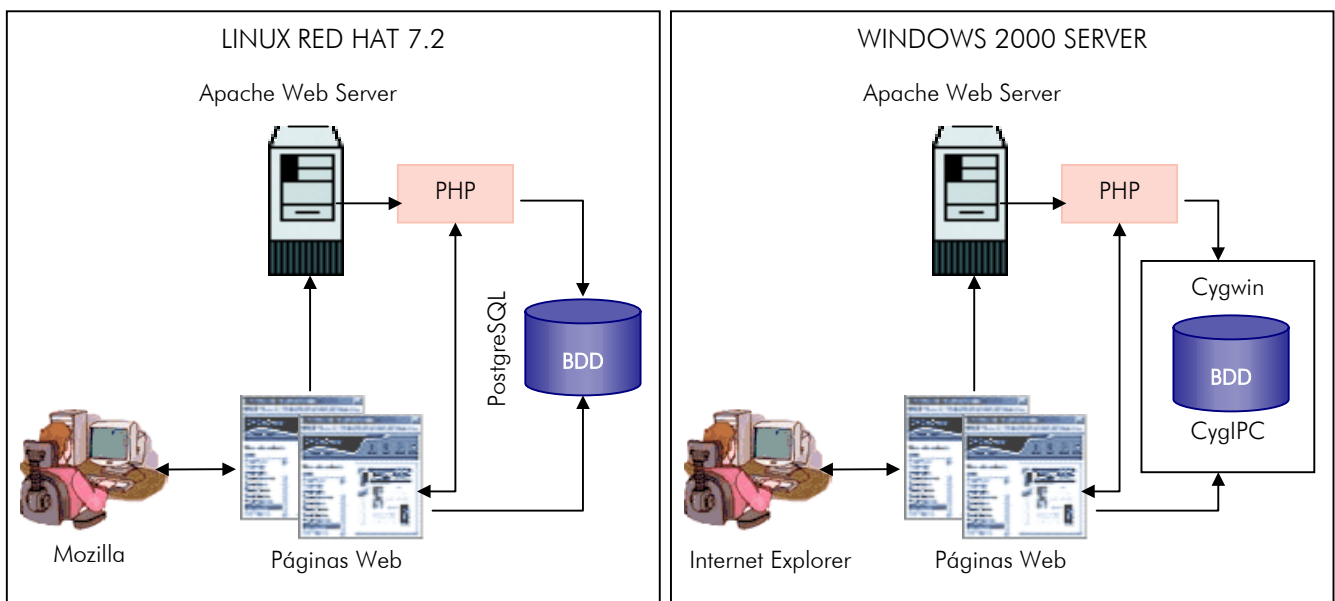 LINUX RED HAT 7.2
Apache Web Server
PHP
PostgreSQL
BDD
Mozilla
Páginas Web
WINDOWS 2000 SERVER
Apache Web Server
PHP
Cygwin
BDD
CygIPC
Internet Explorer
Páginas Web